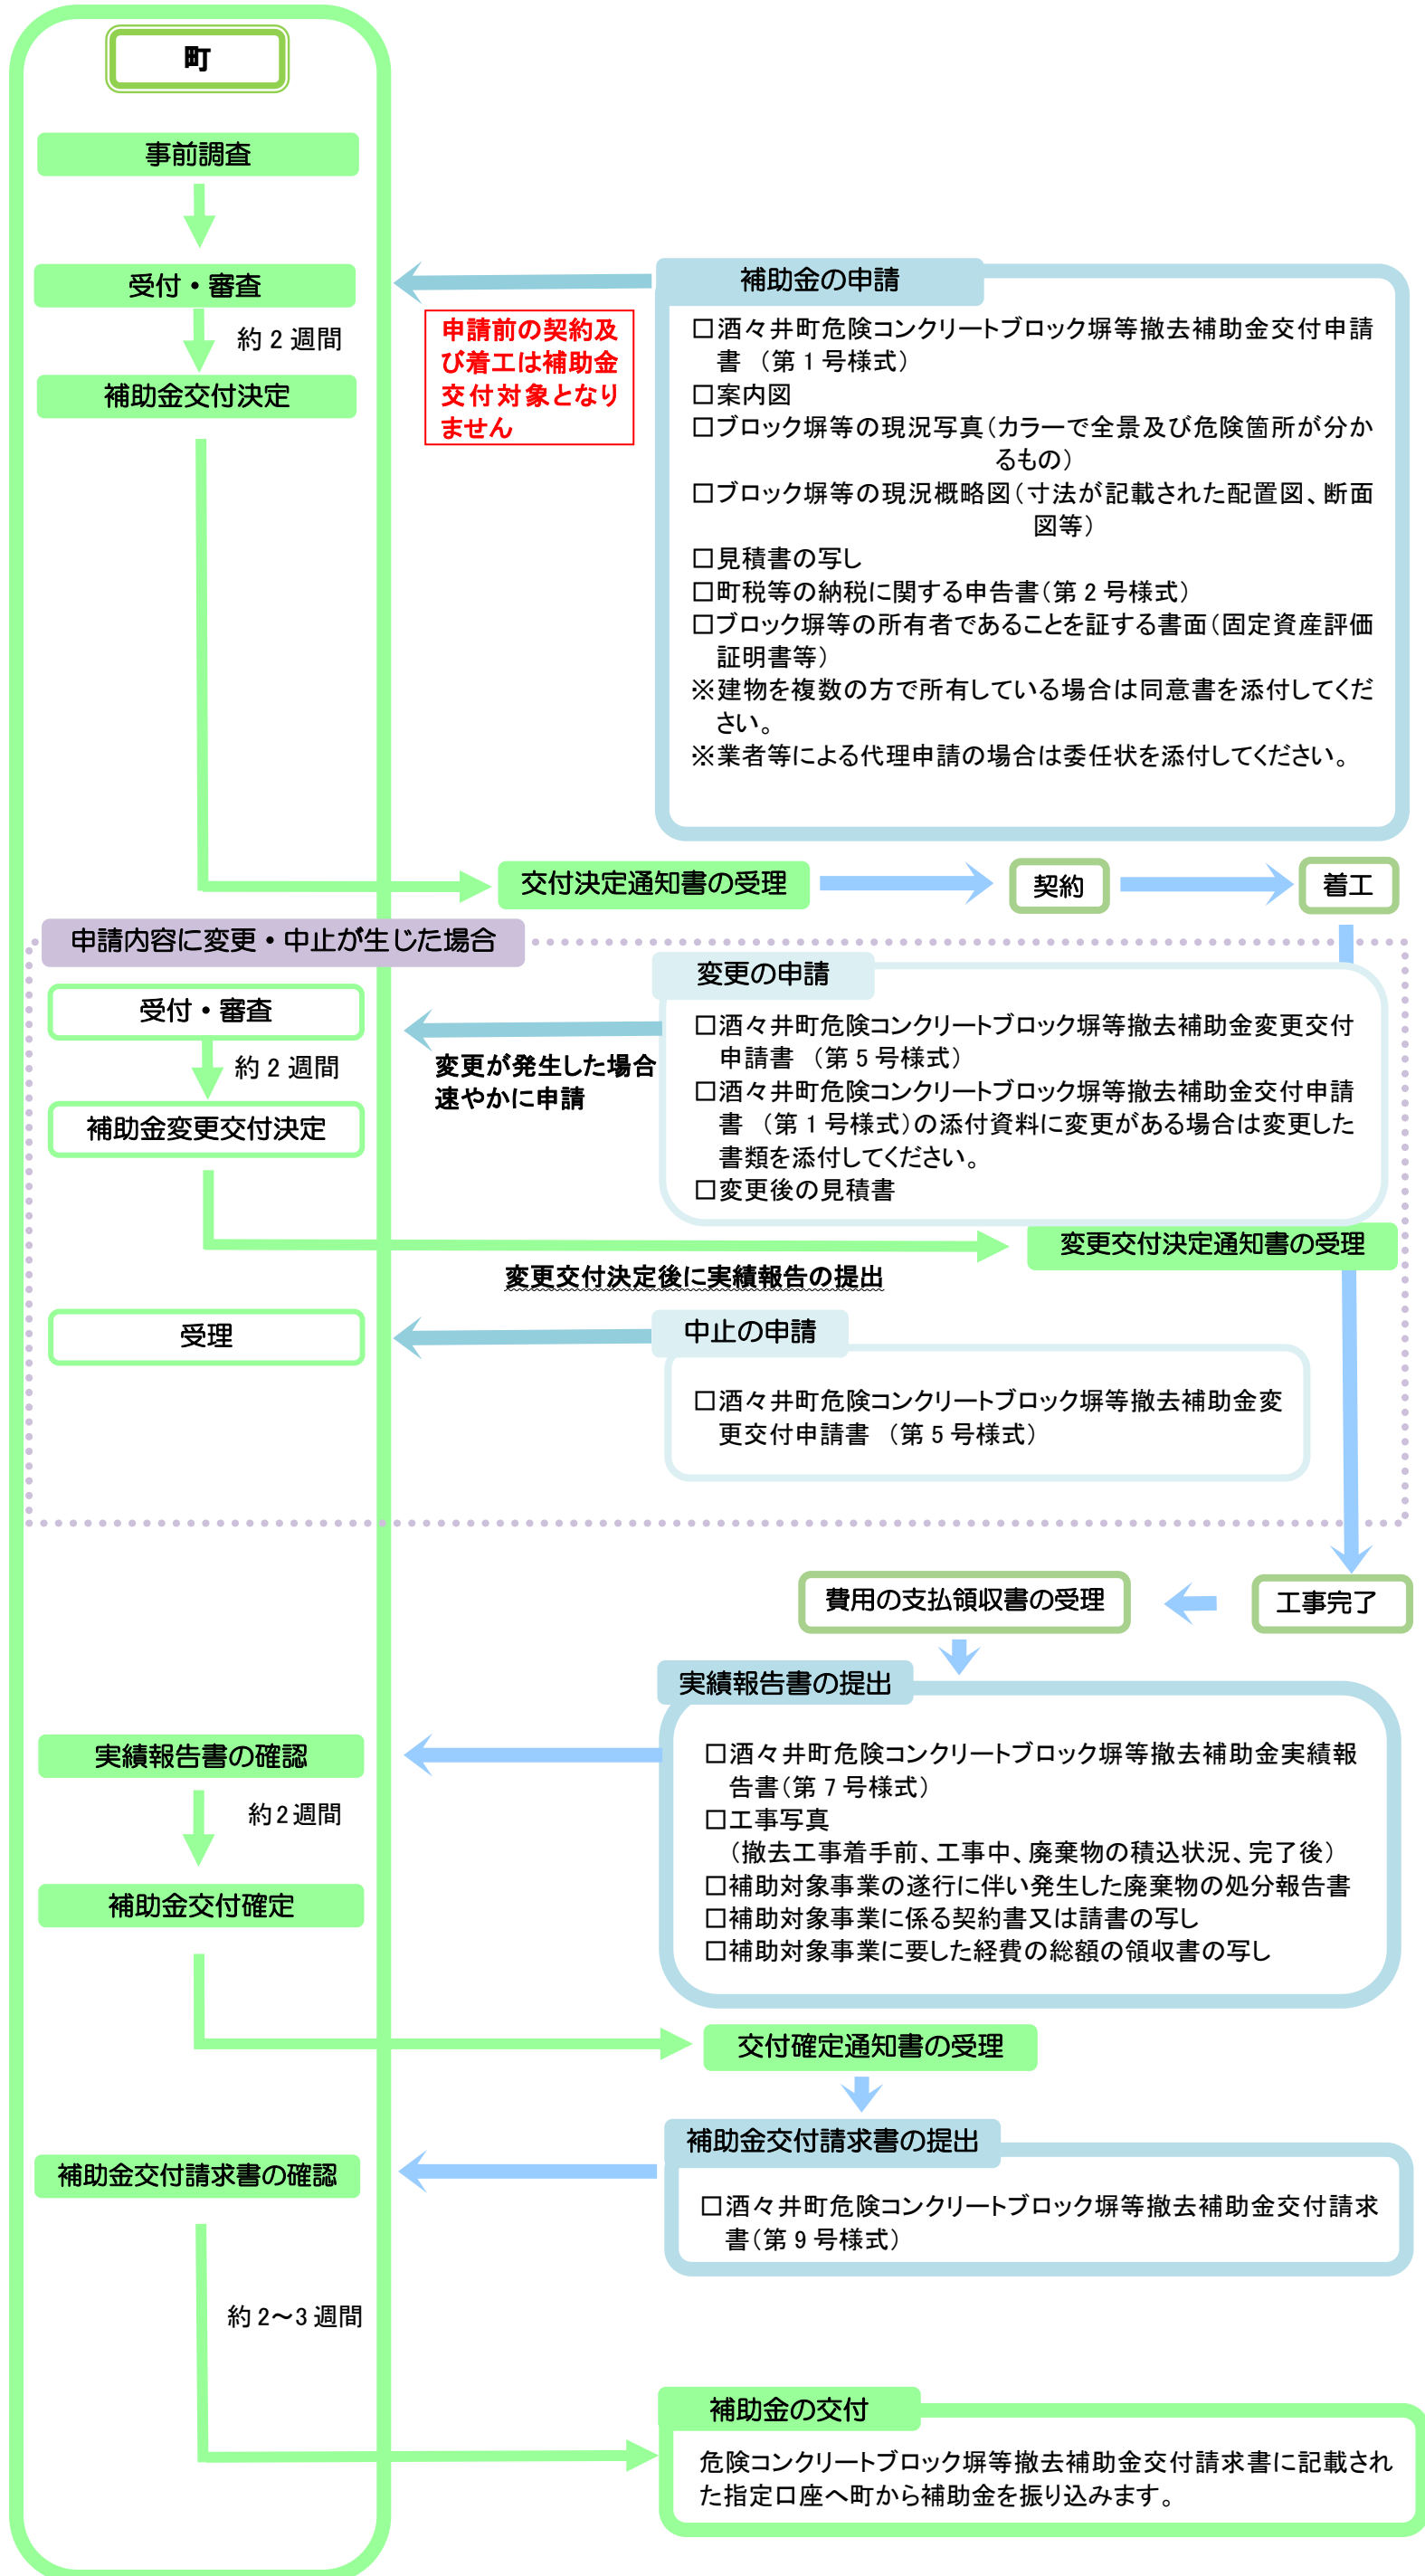 町
事前調査
受付・審査
約 2 週間
補助金交付決定
補助金の申請
申請前の契約及
び着工は補助金
交付対象となり
ません
□酒々井町危険コンクリートブロック塀等撤去補助金交付申請
書 （第 1 号様式）
□案内図
□ブロック塀等の現況写真（カラーで全景及び危険箇所が分か
るもの）
□ブロック塀等の現況概略図（寸法が記載された配置図、断面
図等）
□見積書の写し
□町税等の納税に関する申告書（第 2 号様式）
□ブロック塀等の所有者であることを証する書面（固定資産評価
証明書等）
※建物を複数の方で所有している場合は同意書を添付してくだ
さい。
※業者等による代理申請の場合は委任状を添付してください。
交付決定通知書の受理
契約
着工
申請内容に変更・中止が生じた場合
受付・審査
約 2 週間
補助金変更交付決定
変更の申請
変更が発生した場合
速やかに申請
□酒々井町危険コンクリートブロック塀等撤去補助金変更交付
申請書 （第 5 号様式）
□酒々井町危険コンクリートブロック塀等撤去補助金交付申請
書 （第 1 号様式）の添付資料に変更がある場合は変更した
書類を添付してください。
□変更後の見積書
変更交付決定通知書の受理
変更交付決定後に実績報告の提出
受理
中止の申請
□酒々井町危険コンクリートブロック塀等撤去補助金変
更交付申請書 （第 5 号様式）
費用の支払領収書の受理
工事完了
実績報告書の提出
実績報告書の確認
約 2 週間
補助金交付確定
□酒々井町危険コンクリートブロック塀等撤去補助金実績報
告書（第 7 号様式）
□工事写真
（撤去工事着手前、工事中、廃棄物の積込状況、完了後）
□補助対象事業の遂行に伴い発生した廃棄物の処分報告書
□補助対象事業に係る契約書又は請書の写し
□補助対象事業に要した経費の総額の領収書の写し
交付確定通知書の受理
補助金交付請求書の提出
補助金交付請求書の確認
□酒々井町危険コンクリートブロック塀等撤去補助金交付請求
書（第 9 号様式）
約 2～3 週間
補助金の交付
危険コンクリートブロック塀等撤去補助金交付請求書に記載され
た指定口座へ町から補助金を振り込みます。